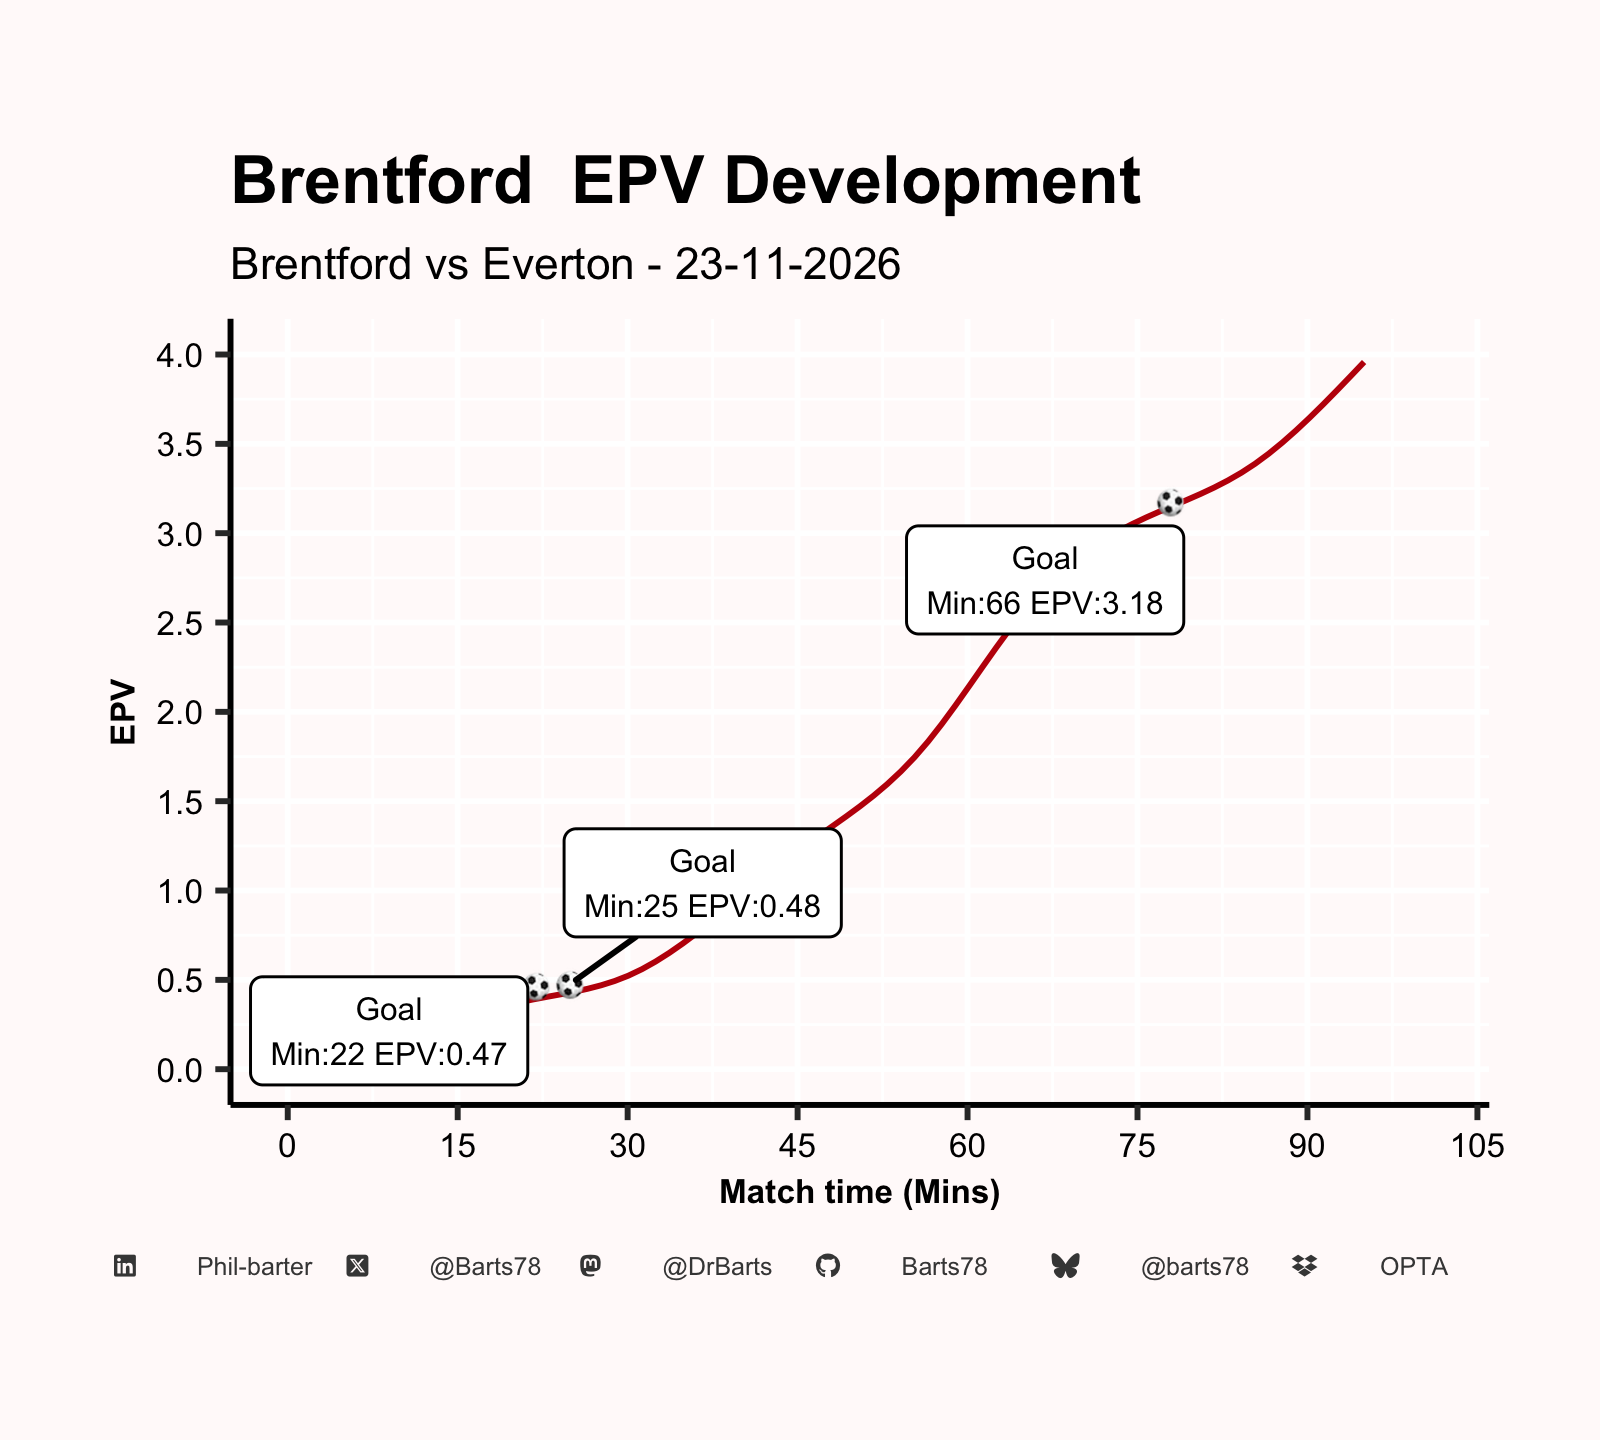 Brentford  EPV Development
Brentford vs Everton - 23-11-2026
EPV
4.0
3.5
3.0
2.5
2.0
1.5
1.0
0.5
0.0
Goal
Min:66 EPV:3.18
Goal
Min:25 EPV:0.48
Goal
Min:22 EPV:0.47
0 15 30 45 60 75 90 105
Match time (Mins)
Phil-barter @Barts78 @DrBarts Barts78 @barts78 OPTA